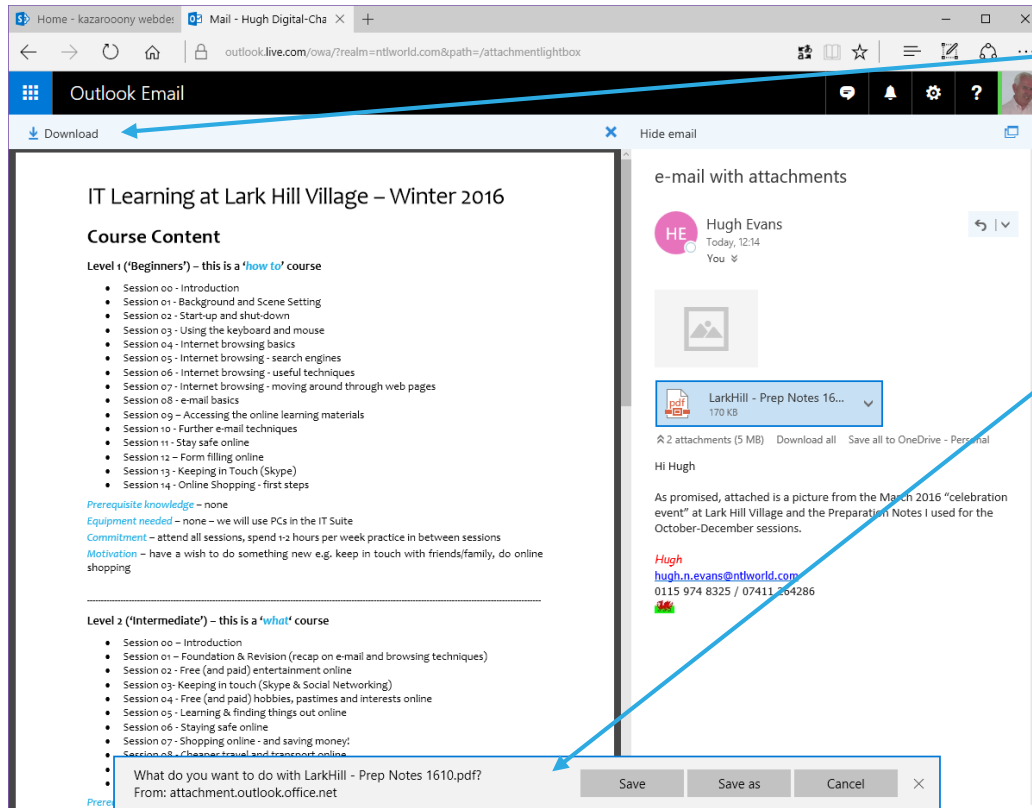 Home - kazarooony webde:
Mail - Hugh Digital-Cha
outlook.live.com/owa/?realm=ntlworld.com&path=/attachmentlightbox
Outlook Email
Download
Hide email
IT Learning at Lark Hill Village – Winter 2016
Course Content
Level 1 (‘Beginners’) – this is a ‘how to’ course
• Session 00 - Introduction
• Session 01 - Background and Scene Setting
• Session 02 - Start-up and shut-down
• Session 03 - Using the keyboard and mouse
• Session 04 - Internet browsing basics
• Session 05 - Internet browsing - search engines
• Session 06 - Internet browsing - useful techniques
• Session 07 - Internet browsing - moving around through web pages
• Session 08 - e-mail basics
• Session 09 – Accessing the online learning materials
• Session 10 - Further e-mail techniques
• Session 11 - Stay safe online
• Session 12 – Form filling online
• Session 13 - Keeping in Touch (Skype)
• Session 14 - Online Shopping - first steps
Prerequisite knowledge – none
Equipment needed – none – we will use PCs in the IT Suite
Commitment – attend all sessions, spend 1-2 hours per week practice in between sessions
Motivation – have a wish to do something new e.g. keep in touch with friends/family, do online
shopping
Level 2 (‘Intermediate’) – this is a ‘what‘ course
• Session 00 – Introduction
• Session 01 – Foundation & Revision (recap on e-mail and browsing techniques)
• Session 02 - Free (and paid) entertainment online
• Session 03- Keeping in touch (Skype & Social Networking)
• Session 04 - Free (and paid) hobbies, pastimes and interests online
• Session 05 - Learning & finding things out online
• Session 06 - Staying safe online
• Session 07 - Shopping online - and saving money!
• Session 08 - Cheaper travel and transport online
e-mail with attachments
HE
Hugh Evans
Today, 12:14
You
pdf
LarkHill - Prep Notes 16...
170 KB
2 attachments (5 MB) Download all Save all to OneDrive - Personal
Hi Hugh
As promised, attached is a picture from the March 2016 “celebration
event” at Lark Hill Village and the Preparation Notes I used for the
October-December sessions.
Hugh
hugh.n.evans@ntlworld.com
0115 974 8325 / 07411 264286
What do you want to do with LarkHill - Prep Notes 1610.pdf?
From: attachment.outlook.office.net
Save
Save as
Cancel